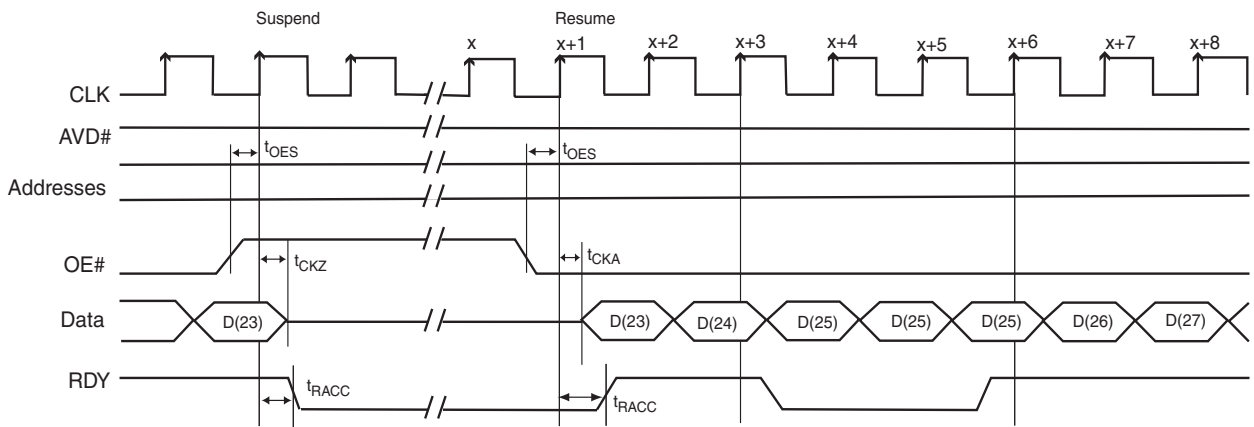 Suspend Resume
x x+1 x+2 x+3 x+4 x+5 x+6 x+7 x+8
CLK
AVD#
tOES tOES
Addresses
OE#
tCKZ tCKA
Data D(23) D(23) D(24) D(25) D(25) D(25) D(26) D(27)
RDY
tRACC tRACC